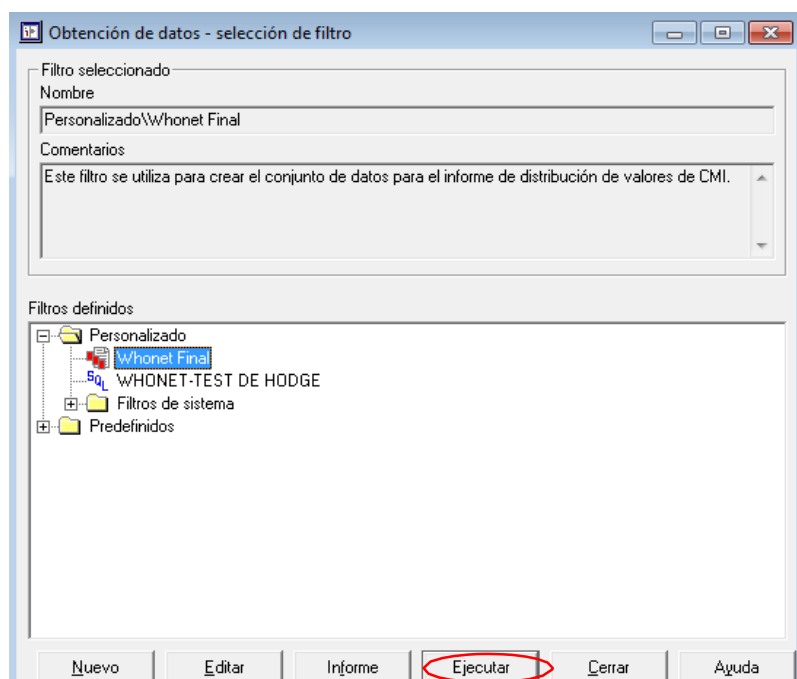 Obtención de datos - selección de filtro
Filtro seleccionado
Nombre
Personalizado\Whonet Final
Comentarios
Este filtro se utiliza para crear el conjunto de datos para el informe de distribución de valores de CMI.
Filtros definidos
Personalizado
Whonet Final
SQL WHONET-TEST DE HODGE
Filtros de sistema
Predefinidos
Nuevo Editar Informe Ejecutar Cerrar Ayuda